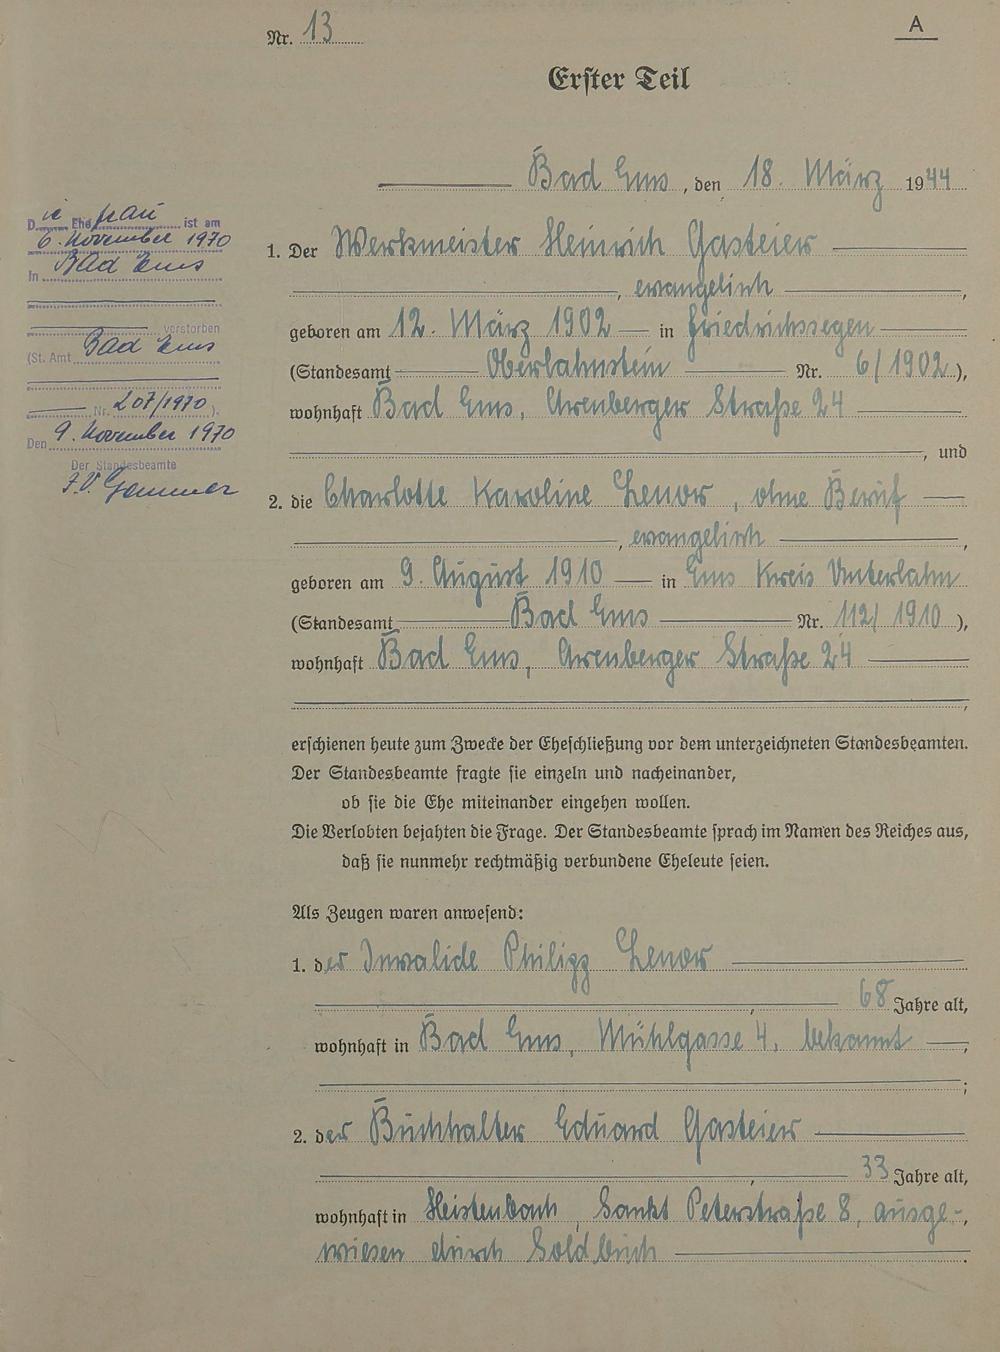 Nr. 13
A
Erster Teil
Bad Ems, den 18. März 1944
Die Ehefrau ist am
6. November 1970
in Bad Ems
verstorben
(St. Amt Bad Ems
Nr. 207/1970).
Den 9. November 1970
Der Standesbeamte
J.V.
1. Der Werkmeister Heinrich Gasteier
, evangelisch ,
geboren am 12. März 1902 in Friedrichssegen
(Standesamt Oberlahnstein Nr. 6/1902),
wohnhaft Bad Ems, Arenberger Straße 24
, und
2. die Charlotte Karoline Lenor, ohne Beruf
, evangelisch ,
geboren am 9. August 1910 in Ems Kreis Unterlahn
(Standesamt Bad Ems Nr. 112/1910),
wohnhaft Bad Ems, Arenberger Straße 24
,
erschienen heute zum Zwecke der Eheschließung vor dem unterzeichneten Standesbeamten.
Der Standesbeamte fragte sie einzeln und nacheinander,
ob sie die Ehe miteinander eingehen wollen.
Die Verlobten bejahten die Frage. Der Standesbeamte sprach im Namen des Reiches aus,
daß sie nunmehr rechtmäßig verbundene Eheleute seien.
Als Zeugen waren anwesend:
1. der Invalide Philipp Lenor
, 68 Jahre alt,
wohnhaft in Bad Ems, Mühlgasse 4, bekannt ,
;
2. der Buchhalter Eduard Gasteier
, 33 Jahre alt,
wohnhaft in Heistenbach, Sankt Peterstraße 8, ausge-,
wiesen durch Soldbuch .